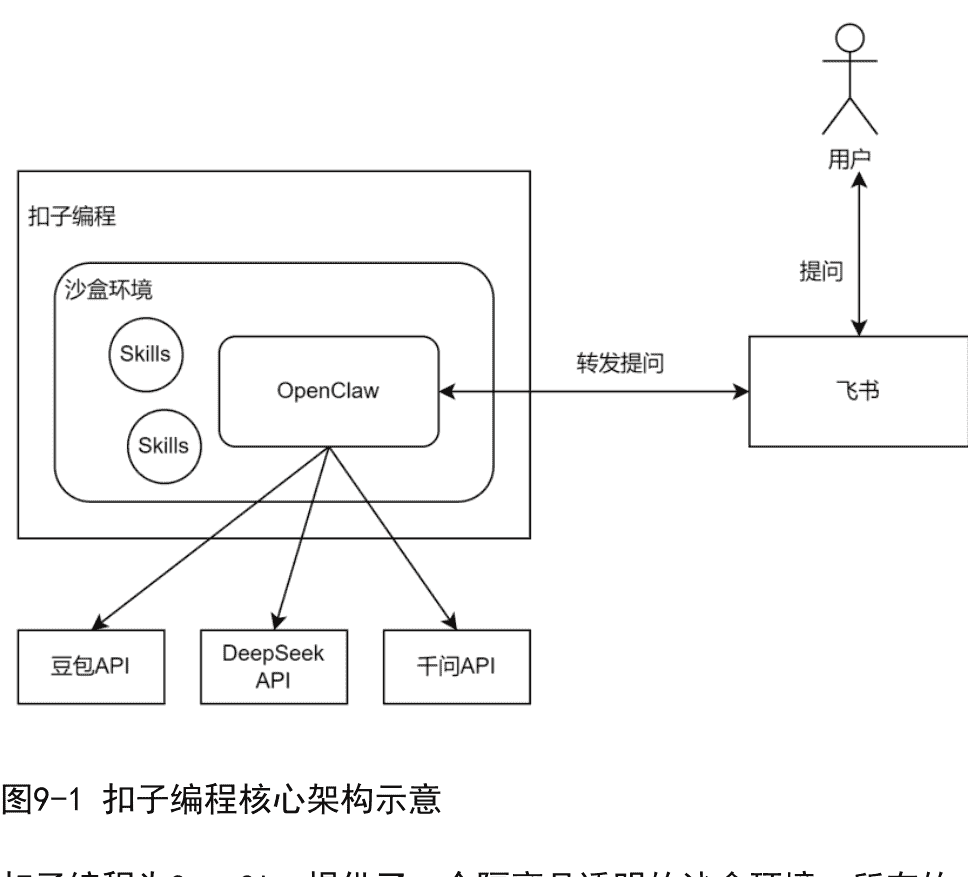 用户
扣子编程
提问
沙盒环境
Skills
转发提问
OpenClaw
飞书
Skills
豆包API
DeepSeek
API
千问API
图9-1 扣子编程核心架构示意